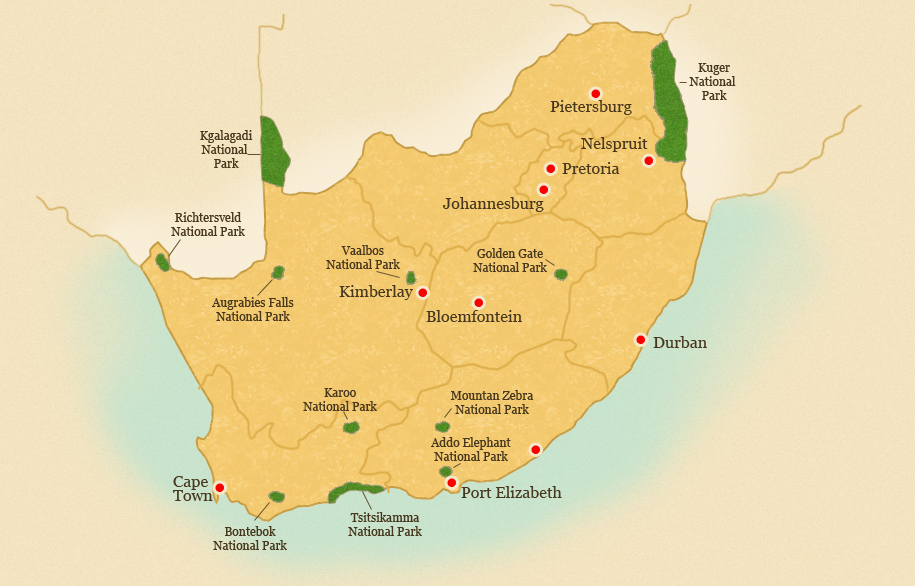 Kuger
National
Park
Pietersburg
Kgalagadi
National
Park
Nelspruit
Pretoria
Johannesburg
Richtersveld
National Park
Vaalbos
National Park
Golden Gate
National Park
Kimberlay
Augrabies Falls
National Park
Bloemfontein
Durban
Karoo
National Park
Mountan Zebra
National Park
Addo Elephant
National Park
Cape
Town
Port Elizabeth
Tsitsikamma
National Park
Bontebok
National Park